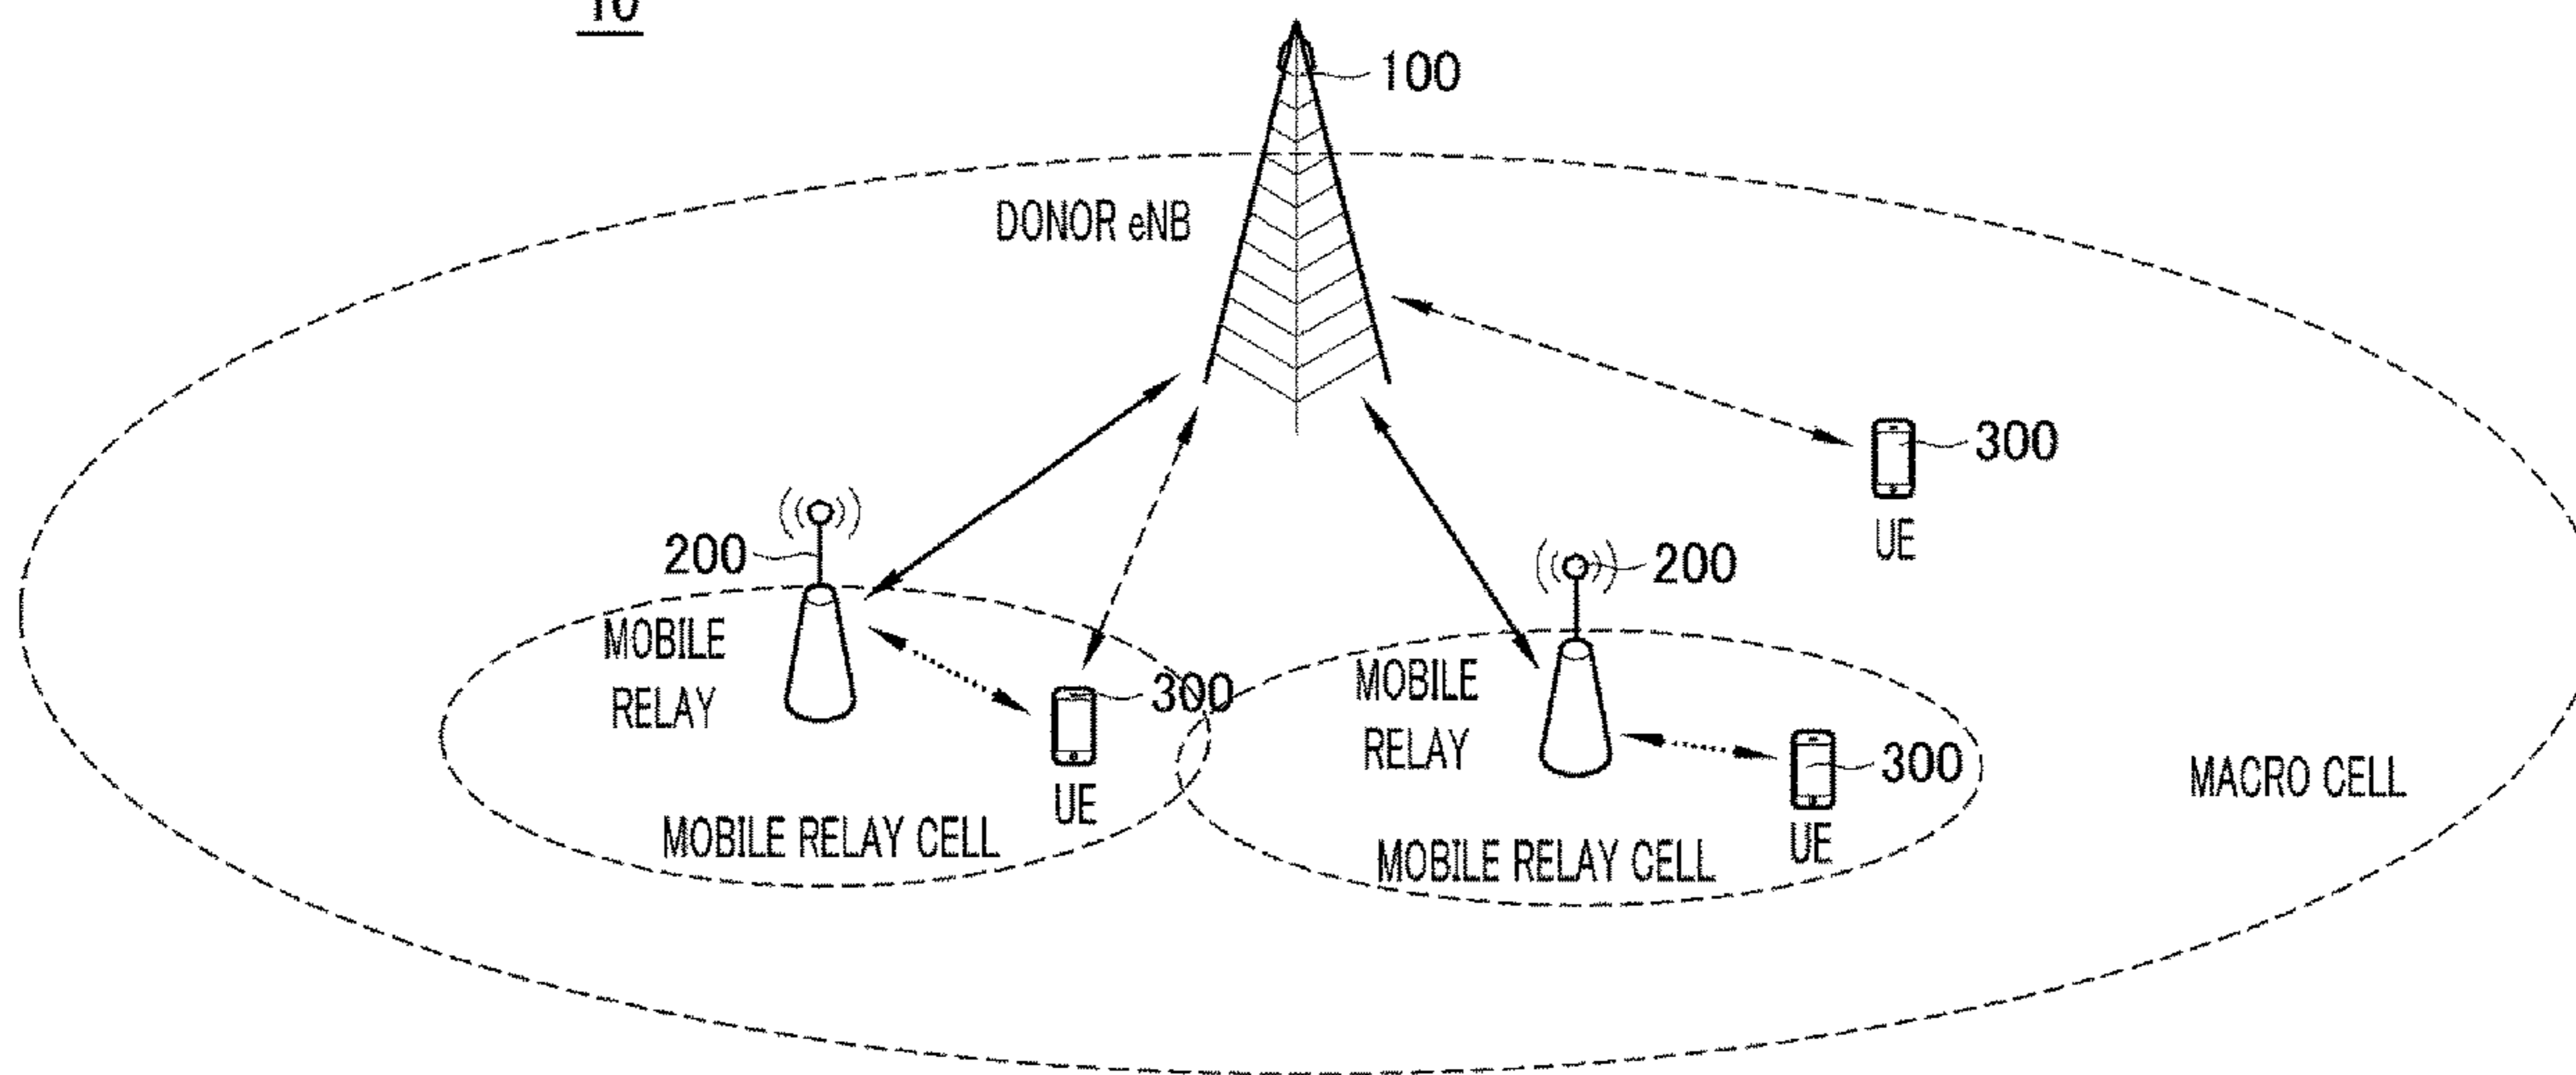 10
100
DONOR eNB
300
UE
200
200
MOBILE
RELAY
300
UE
MOBILE RELAY CELL
MOBILE
RELAY
300
UE
MOBILE RELAY CELL
MACRO CELL